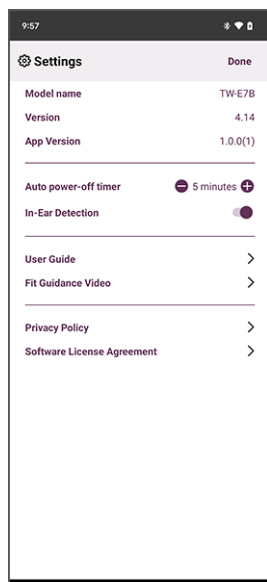 9:57
Settings Done
Model name TW-E7B
Version 4.14
App Version 1.0.0(1)
Auto power-off timer 5 minutes
In-Ear Detection
User Guide
Fit Guidance Video
Privacy Policy
Software License Agreement